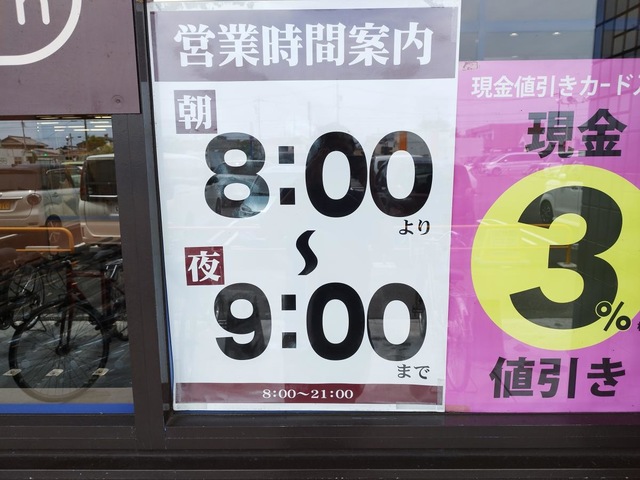 営業時間案内
朝
8:00
より
~
夜
9:00
まで
8:00~21:00
現金値引きカード
現金
3%
値引き